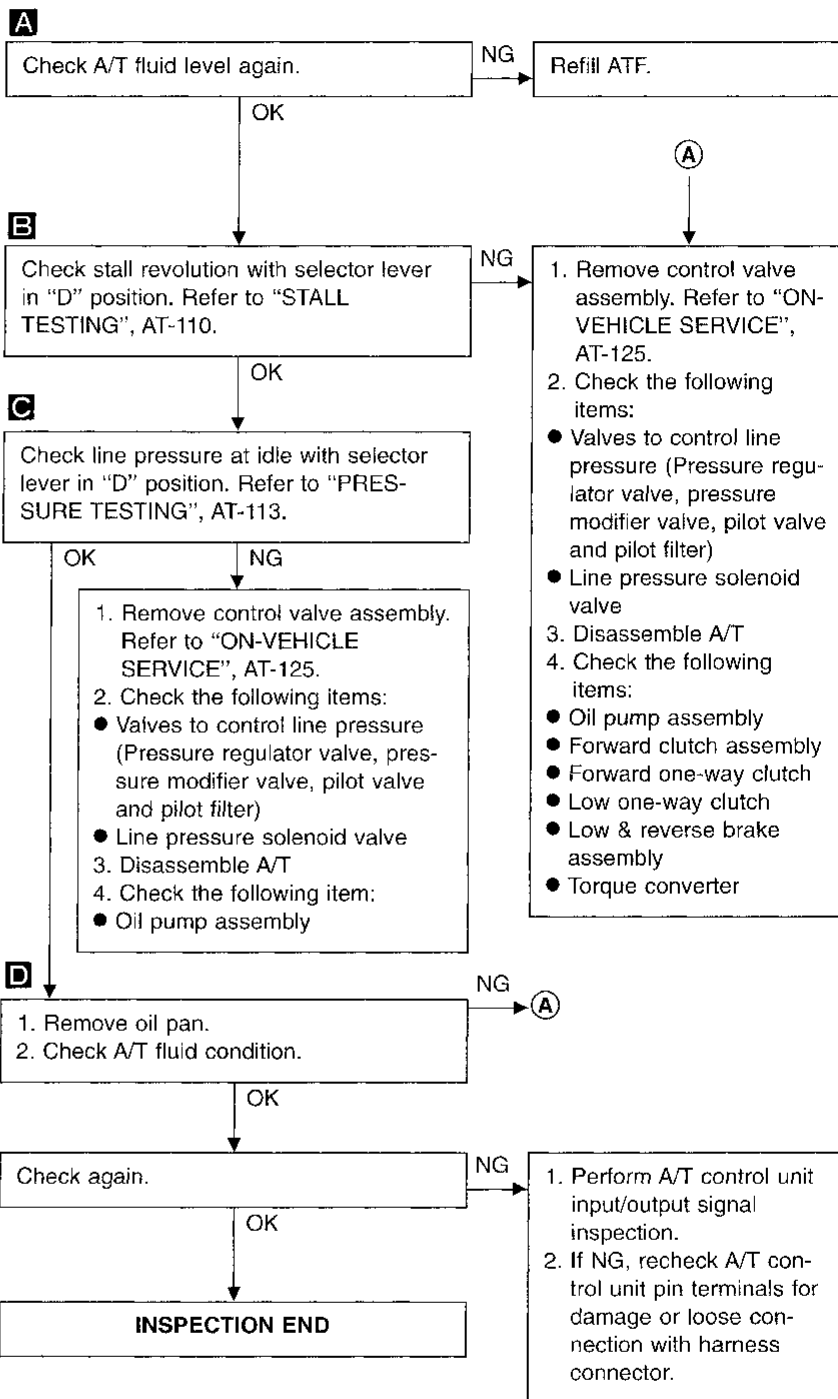 A
Check A/T fluid level again.
NG
Refill ATF.
OK
A
B
Check stall revolution with selector lever
in “D” position. Refer to “STALL
TESTING”, AT-110.
NG
1. Remove control valve
assembly. Refer to “ON-
VEHICLE SERVICE”,
AT-125.
2. Check the following
items:
● Valves to control line
pressure (Pressure regu-
lator valve, pressure
modifier valve, pilot valve
and pilot filter)
● Line pressure solenoid
valve
3. Disassemble A/T
4. Check the following
items:
● Oil pump assembly
● Forward clutch assembly
● Forward one-way clutch
● Low one-way clutch
● Low & reverse brake
assembly
● Torque converter
OK
C
Check line pressure at idle with selector
lever in “D” position. Refer to “PRES-
SURE TESTING”, AT-113.
OK
NG
1. Remove control valve assembly.
Refer to “ON-VEHICLE
SERVICE”, AT-125.
2. Check the following items:
● Valves to control line pressure
(Pressure regulator valve, pres-
sure modifier valve, pilot valve
and pilot filter)
● Line pressure solenoid valve
3. Disassemble A/T
4. Check the following item:
● Oil pump assembly
D
1. Remove oil pan.
2. Check A/T fluid condition.
NG
A
OK
Check again.
NG
1. Perform A/T control unit
input/output signal
inspection.
2. If NG, recheck A/T con-
trol unit pin terminals for
damage or loose con-
nection with harness
connector.
OK
INSPECTION END